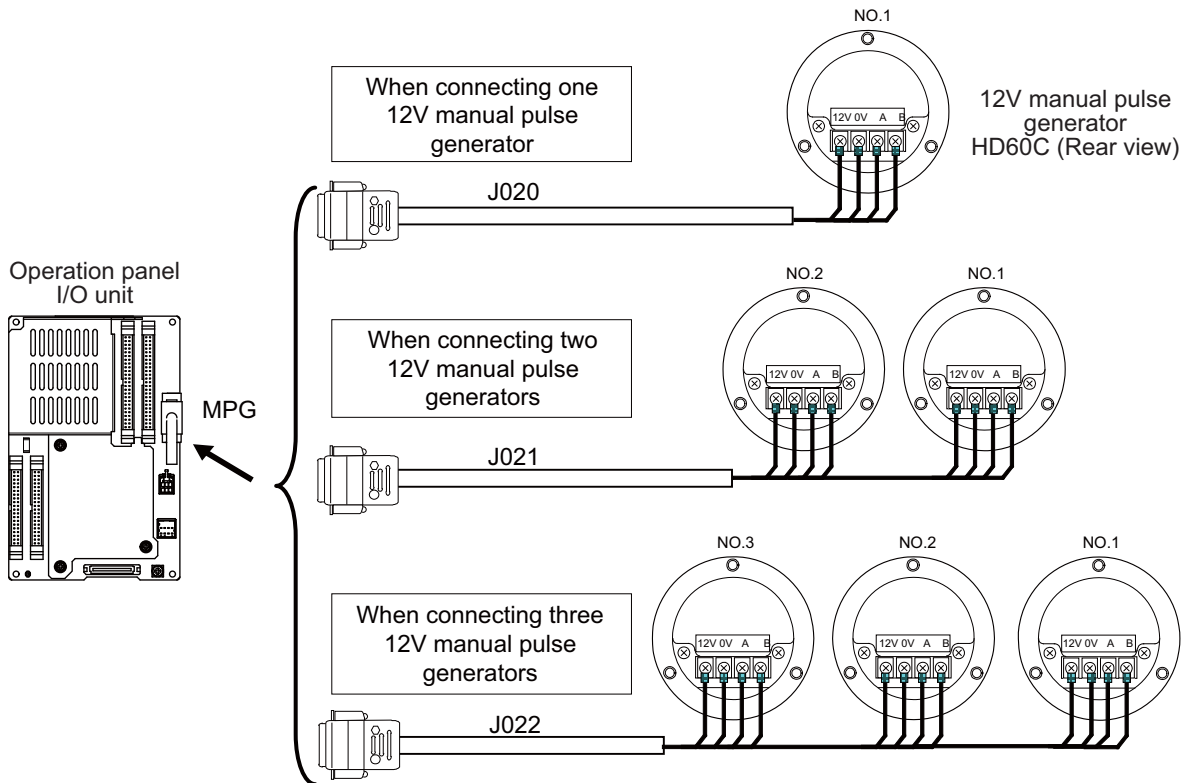 NO.1
When connecting one
12V manual pulse
generator
12V 0V A B
12V manual pulse
generator
HD60C (Rear view)
J020
Operation panel
I/O unit
MPG
NO.2
NO.1
When connecting two
12V manual pulse
generators
12V 0V A B
12V 0V A B
J021
NO.3
NO.2
NO.1
When connecting three
12V manual pulse
generators
12V 0V A B
12V 0V A B
12V 0V A B
J022